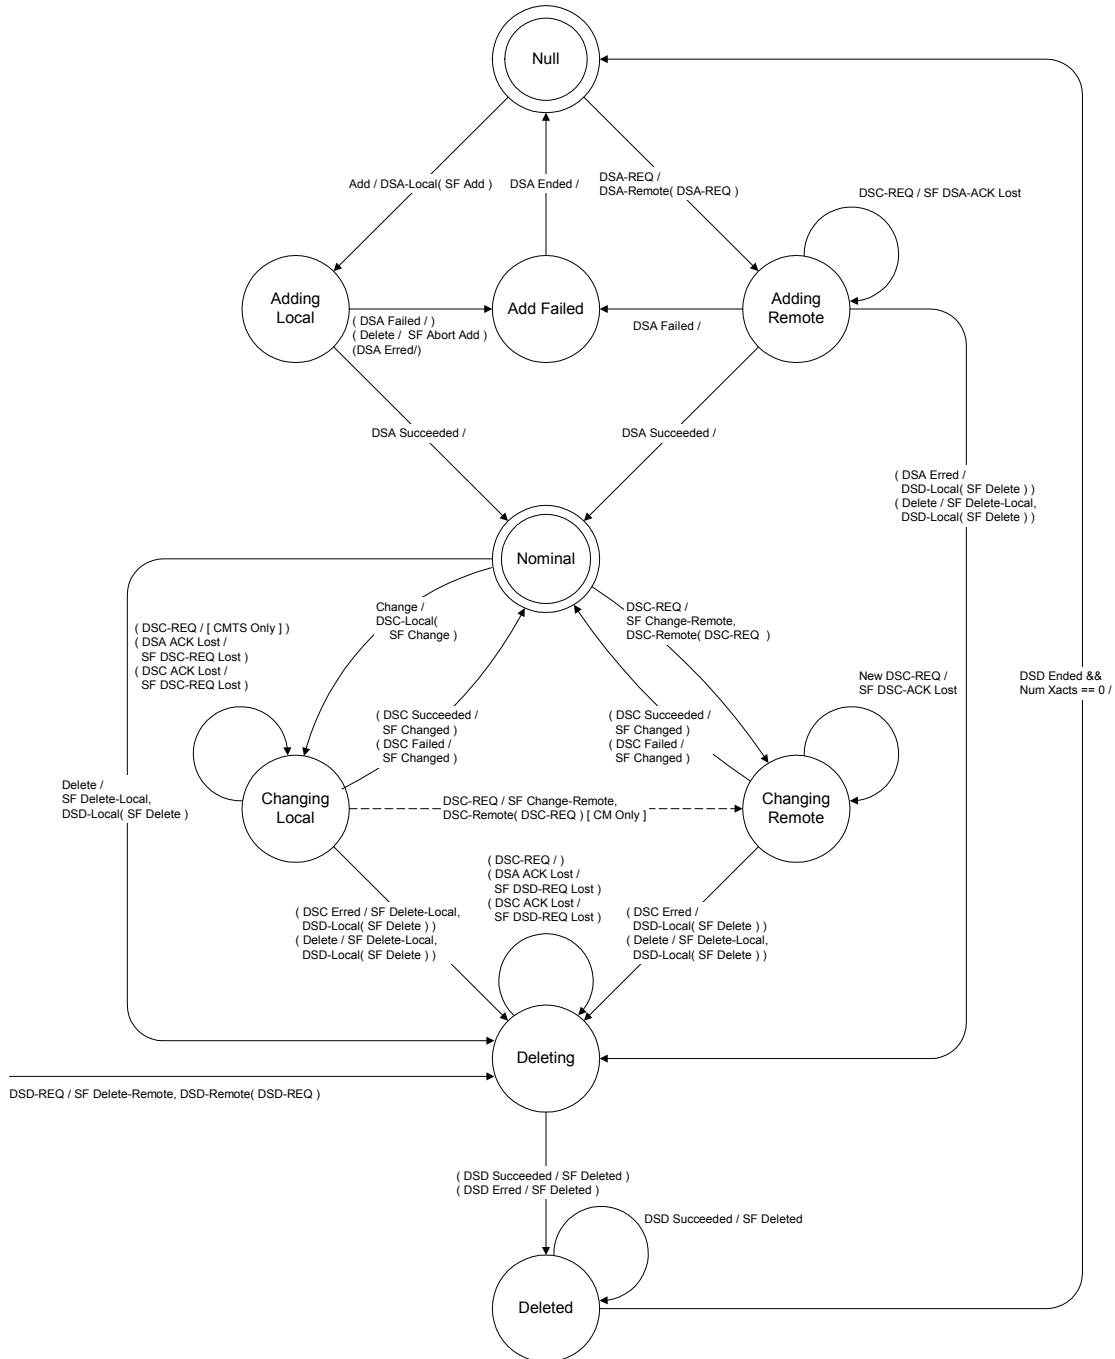 Null
Add / DSA-Local( SF Add )
DSA Ended /
DSA-REQ /
DSA-Remote( DSA-REQ )
DSC-REQ / SF DSA-ACK Lost
Adding
Local
Add Failed
Adding
Remote
( DSA Failed / )
( Delete /  SF Abort Add )
(DSA Erred/)
DSA Failed /
DSA Succeeded /
DSA Succeeded /
( DSA Erred /
DSD-Local( SF Delete ) )
( Delete / SF Delete-Local,
DSD-Local( SF Delete ) )
Nominal
( DSC-REQ / [ CMTS Only ] )
( DSA ACK Lost /
SF DSC-REQ Lost )
( DSC ACK Lost /
SF DSC-REQ Lost )
Change /
DSC-Local(
SF Change )
DSC-REQ /
SF Change-Remote,
DSC-Remote( DSC-REQ  )
New DSC-REQ /
SF DSC-ACK Lost
DSD Ended &&
Num Xacts == 0 /
( DSC Succeeded /
SF Changed )
( DSC Failed /
SF Changed )
( DSC Succeeded /
SF Changed )
( DSC Failed /
SF Changed )
Delete /
SF Delete-Local,
DSD-Local( SF Delete )
Changing
Local
DSC-REQ / SF Change-Remote,
DSC-Remote( DSC-REQ ) [ CM Only ]
Changing
Remote
( DSC-REQ / )
( DSA ACK Lost /
SF DSD-REQ Lost )
( DSC ACK Lost /
SF DSD-REQ Lost )
( DSC Erred / SF Delete-Local,
DSD-Local( SF Delete ) )
( Delete / SF Delete-Local,
DSD-Local( SF Delete ) )
( DSC Erred /
DSD-Local( SF Delete ) )
( Delete / SF Delete-Local,
DSD-Local( SF Delete ) )
Deleting
DSD-REQ / SF Delete-Remote, DSD-Remote( DSD-REQ )
( DSD Succeeded / SF Deleted )
( DSD Erred / SF Deleted )
DSD Succeeded / SF Deleted
Deleted